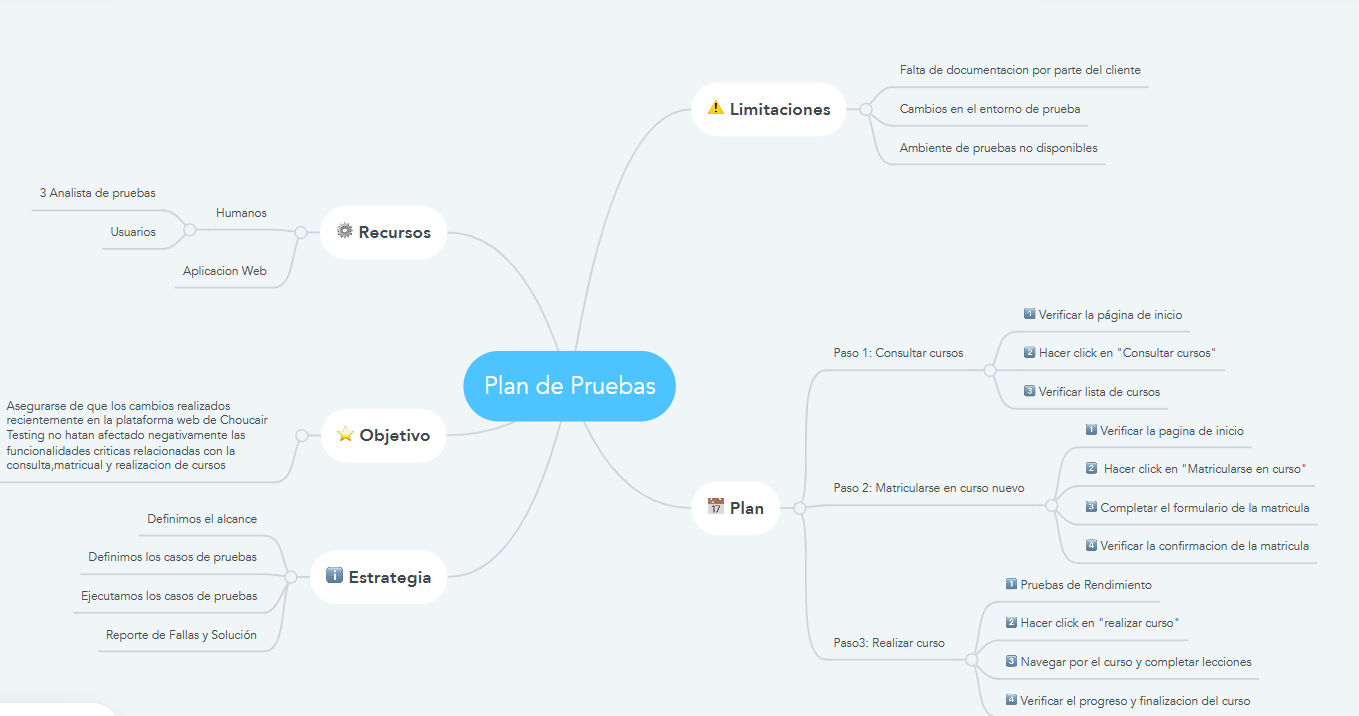 Plan de Pruebas
Limitaciones
Falta de documentacion por parte del cliente
Cambios en el entorno de prueba
Ambiente de pruebas no disponibles
Recursos
Humanos
3 Analista de pruebas
Usuarios
Aplicacion Web
Objetivo
Asegurarse de que los cambios realizados
recientemente en la plataforma web de Choucair
Testing no hatan afectado negativamente las
funcionalidades criticas relacionadas con la
consulta,matricual y realizacion de cursos
Estrategia
Definimos el alcance
Definimos los casos de pruebas
Ejecutamos los casos de pruebas
Reporte de Fallas y Solución
17 Plan
Paso 1: Consultar cursos
1 Verificar la página de inicio
2 Hacer click en "Consultar cursos"
3 Verificar lista de cursos
Paso 2: Matricularse en curso nuevo
1 Verificar la pagina de inicio
2 Hacer click en "Matricularse en curso"
3 Completar el formulario de la matricula
4 Verificar la confirmacion de la matricula
Paso3: Realizar curso
1 Pruebas de Rendimiento
2 Hacer click en "realizar curso"
3 Navegar por el curso y completar lecciones
4 Verificar el progreso y finalizacion del curso